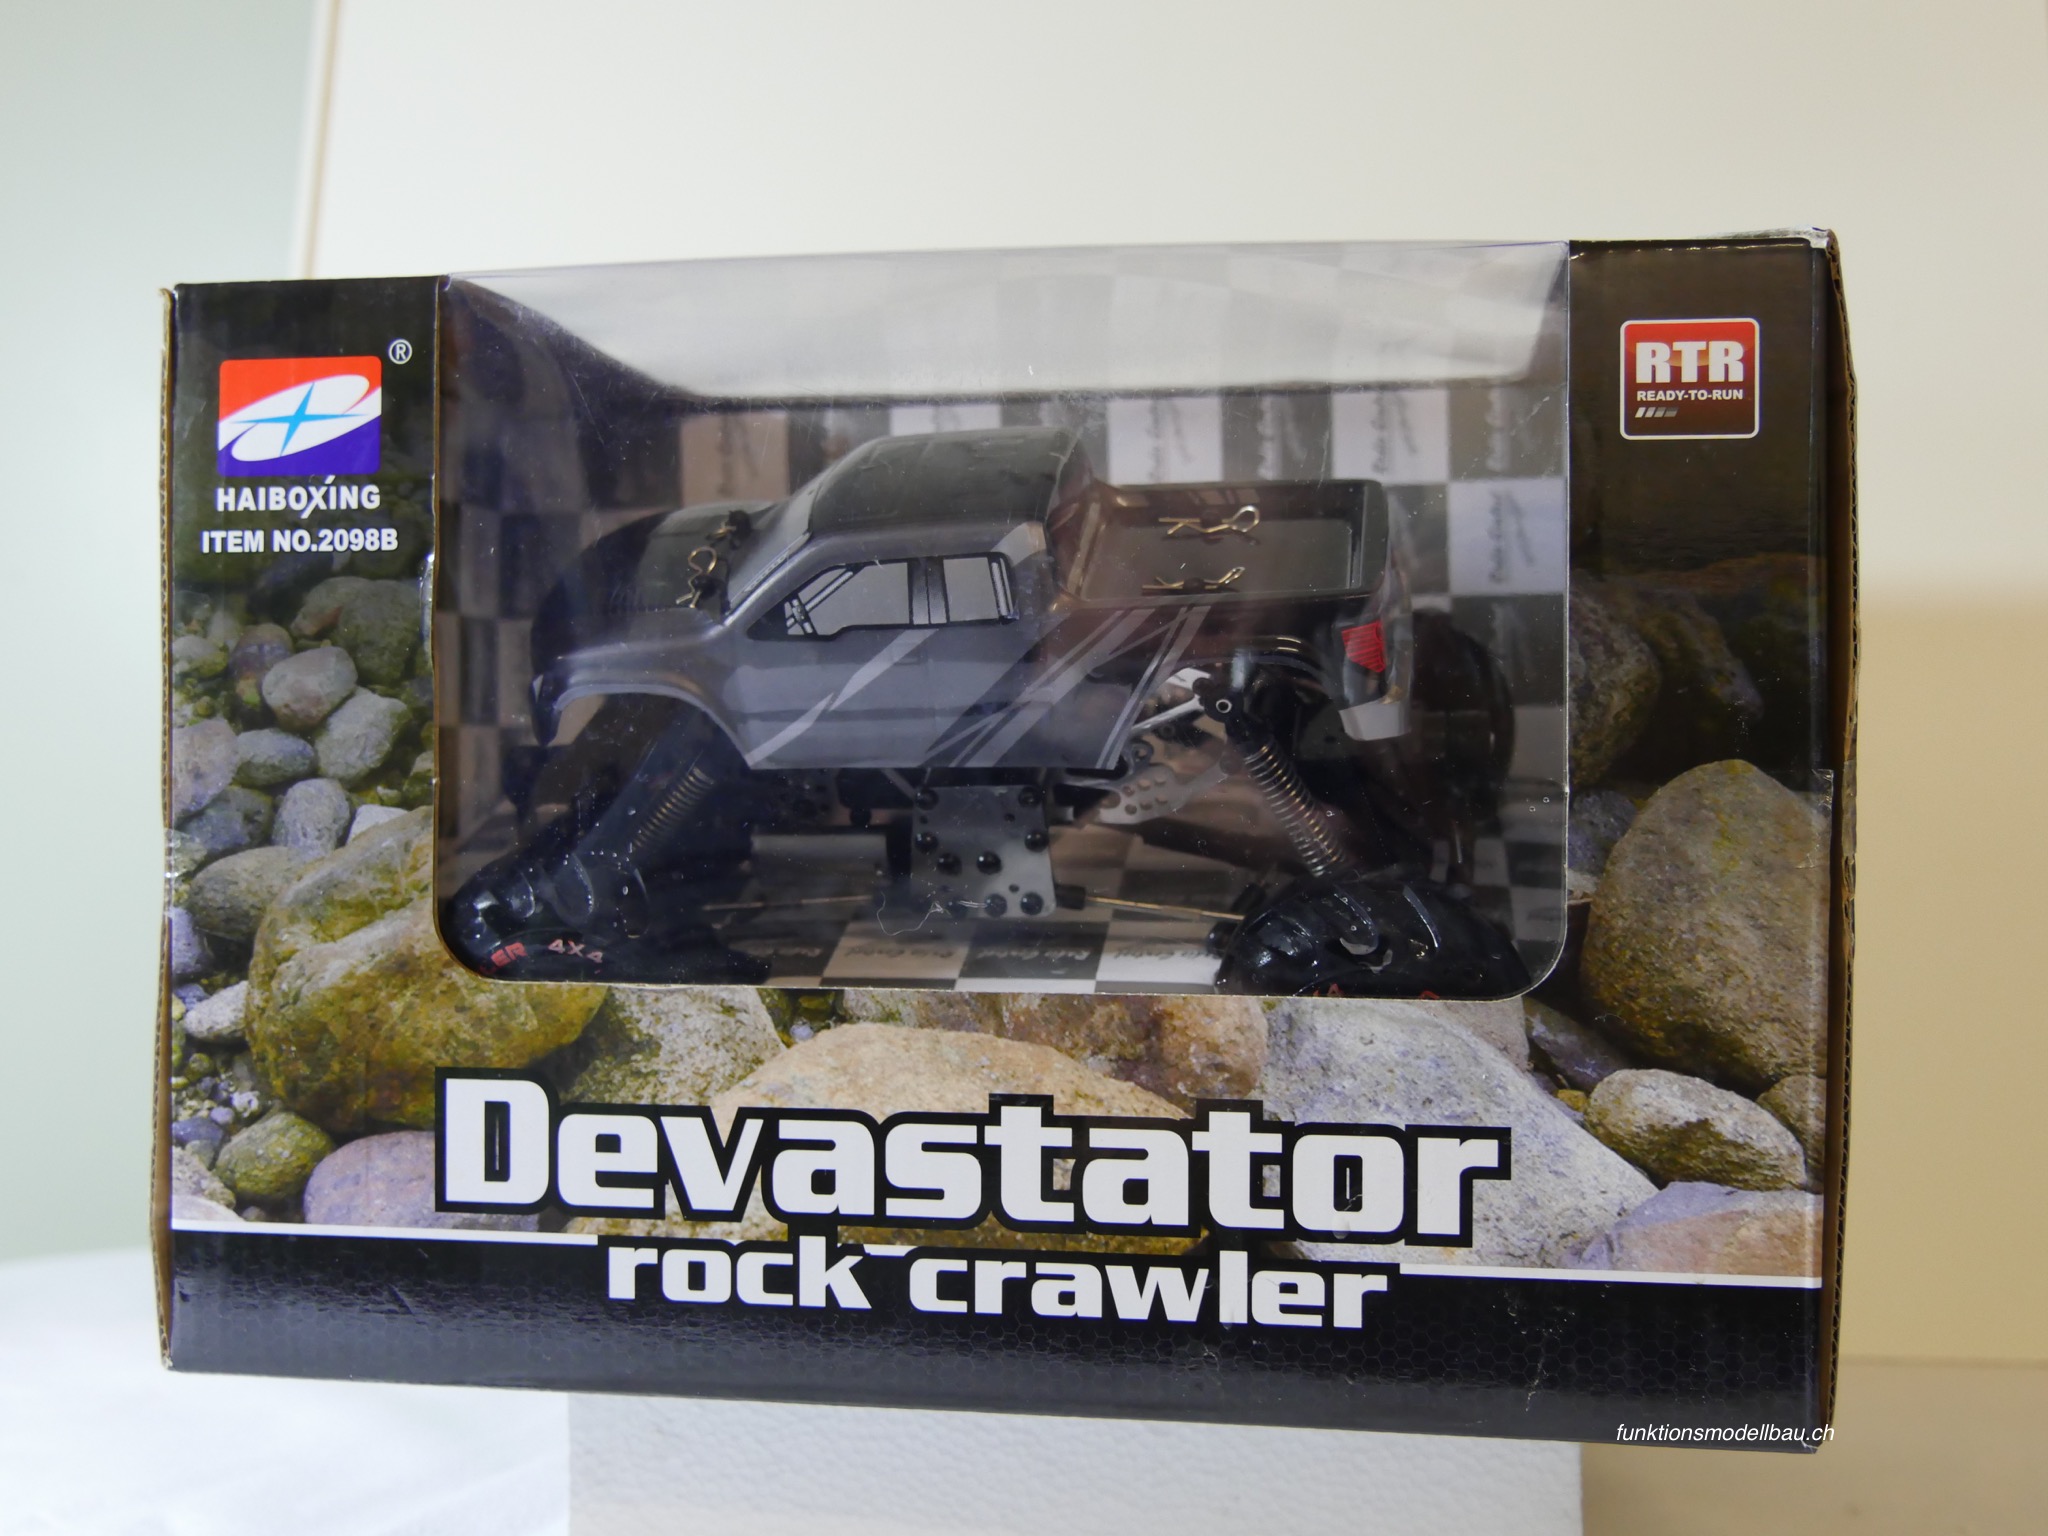 ®
HAIBOXING
ITEM NO.2098B
RTR
READY-TO-RUN
4X4
Devastator
rock crawler
funktionsmodellbau.ch